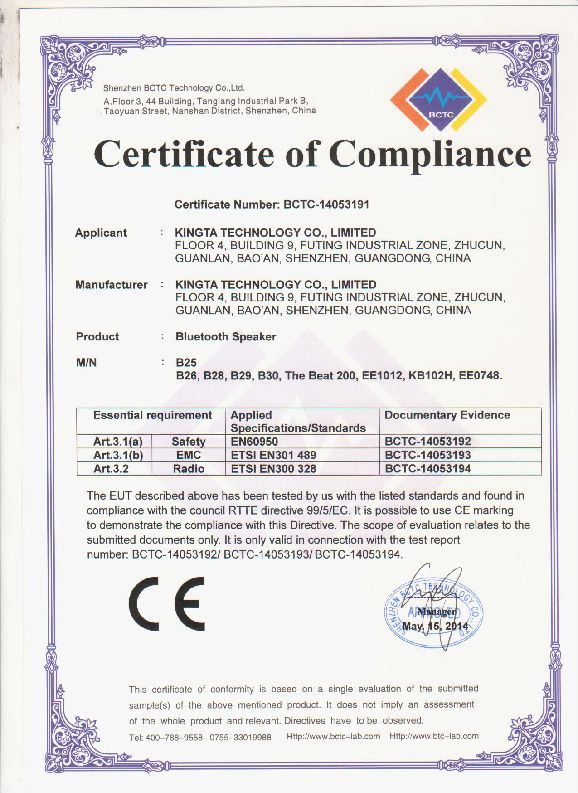 Shenzhen BCTC Technology Co.,Ltd.
A.Floor 3, 44 Building, Tanglang Industrial Park B,
Taoyuan Street, Nanshan District, Shenzhen, China
BCTC
Certificate of Compliance
Certificate Number: BCTC-14053191
Applicant : KINGTA TECHNOLOGY CO., LIMITED
FLOOR 4, BUILDING 9, FUTING INDUSTRIAL ZONE, ZHUCUN,
GUANLAN, BAO'AN, SHENZHEN, GUANGDONG, CHINA
Manufacturer : KINGTA TECHNOLOGY CO., LIMITED
FLOOR 4, BUILDING 9, FUTING INDUSTRIAL ZONE, ZHUCUN,
GUANLAN, BAO'AN, SHENZHEN, GUANGDONG, CHINA
Product : Bluetooth Speaker
M/N : B25
B26, B28, B29, B30, The Beat 200, EE1012, KB102H, EE0748.
Essential requirement Applied Documentary Evidence
Specifications/Standards
Art.3.1(a) Safety EN60950 BCTC-14053192
Art.3.1(b) EMC ETSI EN301 489 BCTC-14053193
Art.3.2 Radio ETSI EN300 328 BCTC-14053194
The EUT described above has been tested by us with the listed standards and found in
compliance with the council RTTE directive 99/5/EC. It is possible to use CE marking
to demonstrate the compliance with this Directive. The scope of evaluation relates to the
submitted documents only. It is only valid in connection with the test report
number: BCTC-14053192/ BCTC-14053193/ BCTC-14053194.
CE
SHENZHEN BCTC TECHNOLOGY CO., LTD
APPROVED
Manager
May. 15, 2014
This certificate of conformity is based on a single evaluation of the submitted
sample(s) of the above mentioned product. It does not imply an assessment
of the whole product and relevant. Directives have to be observed.
Tel: 400-788-9558 0755-33019988 Http://www.bctc-lab.com Http://www.btc-lab.com